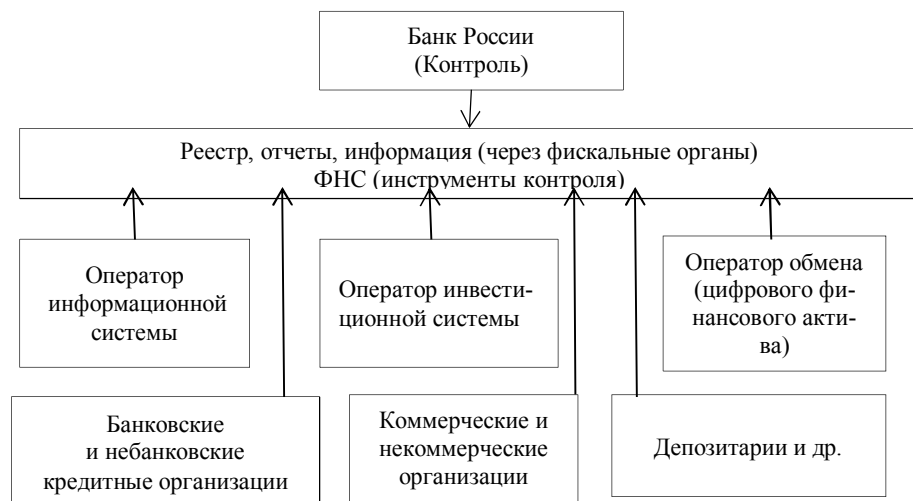 Банк России
(Контроль)
Реестр, отчеты, информация (через фискальные органы)
ФНС (инструменты контроля)
Оператор
информационной
системы
Оператор инвести-
ционной системы
Оператор обмена
(цифрового фи-
нансового акти-
ва)
Банковские
и небанковские
кредитные организации
Коммерческие и
некоммерческие
организации
Депозитарии и др.